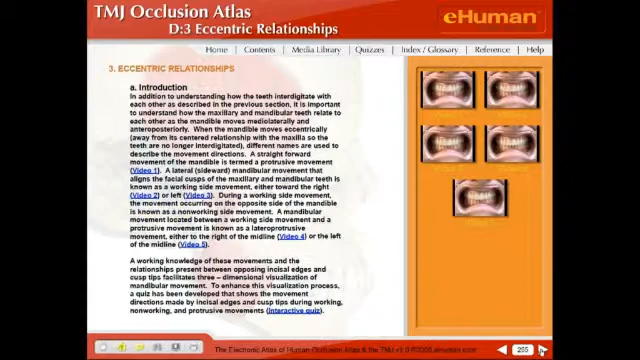 TMJ Occlusion Atlas
D:3 Eccentric Relationships
eHuman
Home | Contents | Media Library | Quizzes | Index / Glossary | Reference | Help
3. ECCENTRIC RELATIONSHIPS
a. Introduction
In addition to understanding how the teeth interdigitate with
each other as described in the previous section, it is important
to understand how the maxillary and mandibular teeth relate to
each other as the mandible moves mediolaterally and
anteroposteriorly. When the mandible moves eccentrically
(away from its centered relationship with the maxilla so the
teeth are no longer interdigitated), different names are used to
describe the movement directions. A straight forward
movement of the mandible is termed a protrusive movement
(Video 1). A lateral (sideward) mandibular movement that
aligns the facial cusps of the maxillary and mandibular teeth is
known as a working side movement, either toward the right
(Video 2) or left (Video 3). During a working side movement,
the movement occurring on the opposite side of the mandible
is known as a nonworking side movement. A mandibular
movement located between a working side movement and a
protrusive movement is known as a lateroprotrusive
movement, either to the right of the midline (Video 4) or the left
of the midline (Video 5).
A working knowledge of these movements and the
relationships present between opposing incisal edges and
cusp tips facilitates three – dimensional visualization of
mandibular movement. To enhance this visualization process,
a quiz has been developed that shows the movement
directions made by incisal edges and cusp tips during working,
nonworking, and protrusive movements (Interactive quiz).
The Electronic Atlas of Human Occlusion Atlas & the TMJ
265